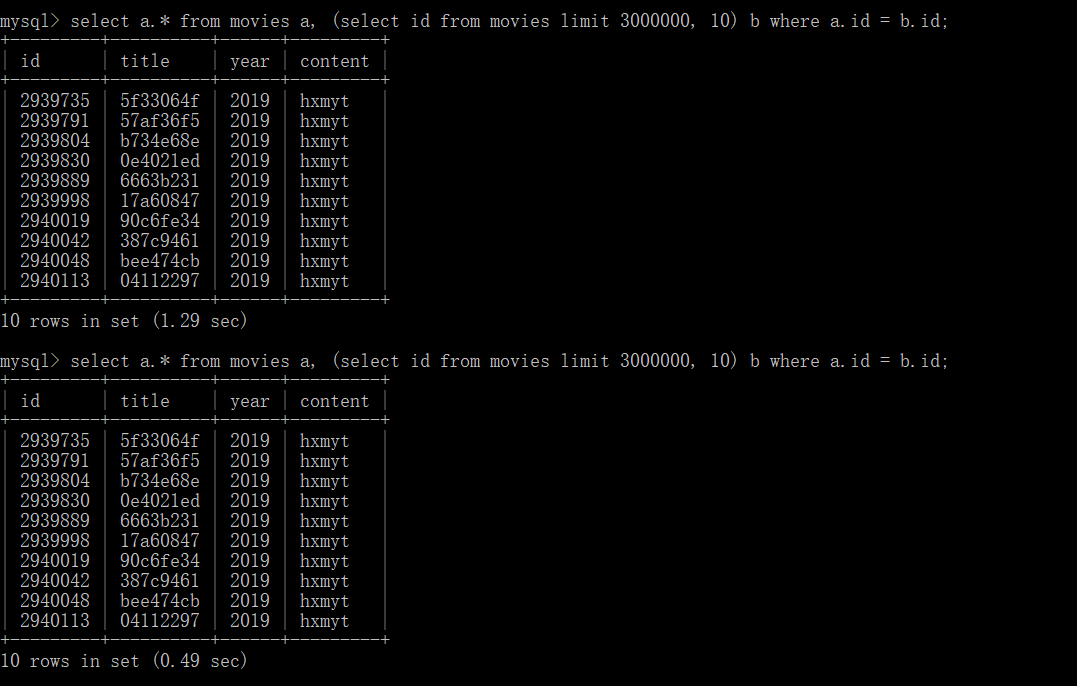 mysql> select a.* from movies a, (select id from movies limit 3000000, 10) b where a.id = b.id;
+---------+----------+------+---------+
| id      | title    | year | content |
+---------+----------+------+---------+
| 2939735 | 5f33064f | 2019 | hxmyt   |
| 2939791 | 57af36f5 | 2019 | hxmyt   |
| 2939804 | b734e68e | 2019 | hxmyt   |
| 2939830 | 0e4021ed | 2019 | hxmyt   |
| 2939889 | 6663b231 | 2019 | hxmyt   |
| 2939998 | 17a60847 | 2019 | hxmyt   |
| 2940019 | 90c6fe34 | 2019 | hxmyt   |
| 2940042 | 387c9461 | 2019 | hxmyt   |
| 2940048 | bee474cb | 2019 | hxmyt   |
| 2940113 | 04112297 | 2019 | hxmyt   |
+---------+----------+------+---------+
10 rows in set (1.29 sec)
mysql> select a.* from movies a, (select id from movies limit 3000000, 10) b where a.id = b.id;
+---------+----------+------+---------+
| id      | title    | year | content |
+---------+----------+------+---------+
| 2939735 | 5f33064f | 2019 | hxmyt   |
| 2939791 | 57af36f5 | 2019 | hxmyt   |
| 2939804 | b734e68e | 2019 | hxmyt   |
| 2939830 | 0e4021ed | 2019 | hxmyt   |
| 2939889 | 6663b231 | 2019 | hxmyt   |
| 2939998 | 17a60847 | 2019 | hxmyt   |
| 2940019 | 90c6fe34 | 2019 | hxmyt   |
| 2940042 | 387c9461 | 2019 | hxmyt   |
| 2940048 | bee474cb | 2019 | hxmyt   |
| 2940113 | 04112297 | 2019 | hxmyt   |
+---------+----------+------+---------+
10 rows in set (0.49 sec)